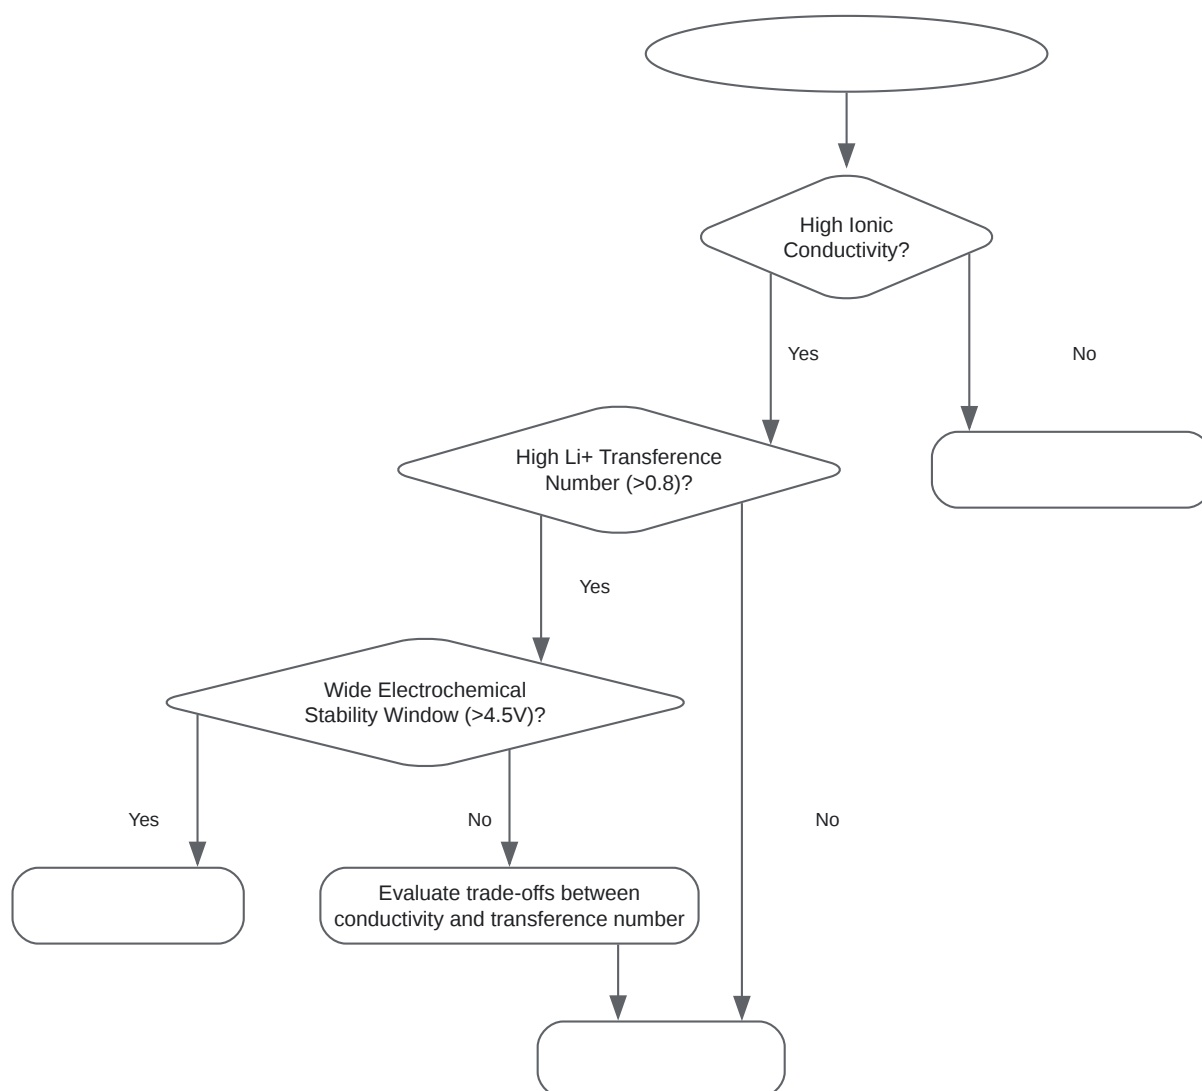 High Ionic
Conductivity?
Yes
No
High Li+ Transference
Number (>0.8)?
Yes
Wide Electrochemical
Stability Window (>4.5V)?
Yes
No
No
Evaluate trade-offs between
conductivity and transference number